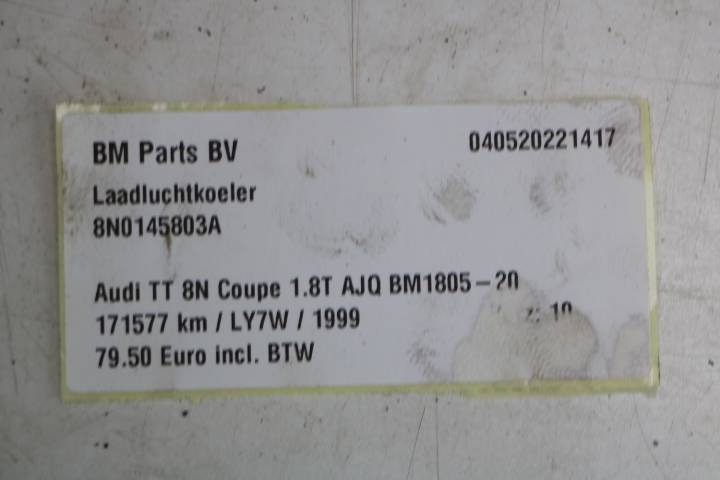 BM Parts BV 040520221417
Laadluchtkoeler
8N0145803A
Audi TT 8N Coupe 1.8T AJQ BM1805-20
171577 km / LY7W / 1999 z: 10
79.50 Euro incl. BTW